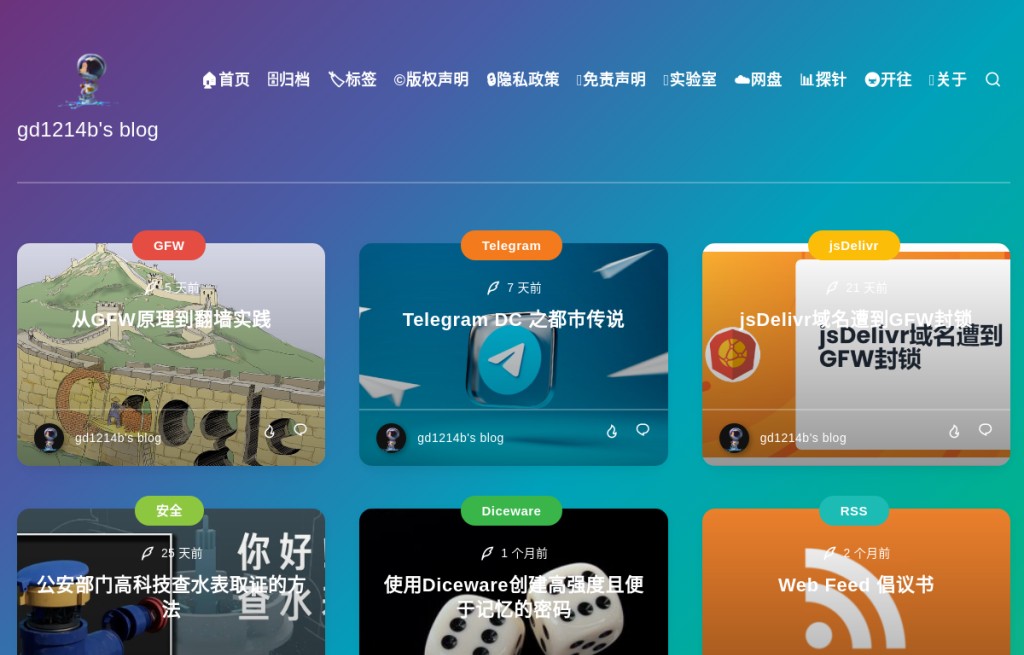 首页 归档 标签 ©版权声明 隐私政策 免责声明 实验室 网盘 探针 开往 关于
gd1214b's blog
GFW
5 天前
从GFW原理到翻墙实践
gd1214b's blog
Telegram
7 天前
Telegram DC 之都市传说
gd1214b's blog
jsDelivr
21 天前
jsDelivr域名遭到GFW封锁
jsDelivr域名遭到
GFW封锁
gd1214b's blog
安全
25 天前
公安部门高科技查水表取证的方
法
你好
查水
Diceware
1 个月前
使用Diceware创建高强度且便
于记忆的密码
RSS
2 个月前
Web Feed 倡议书